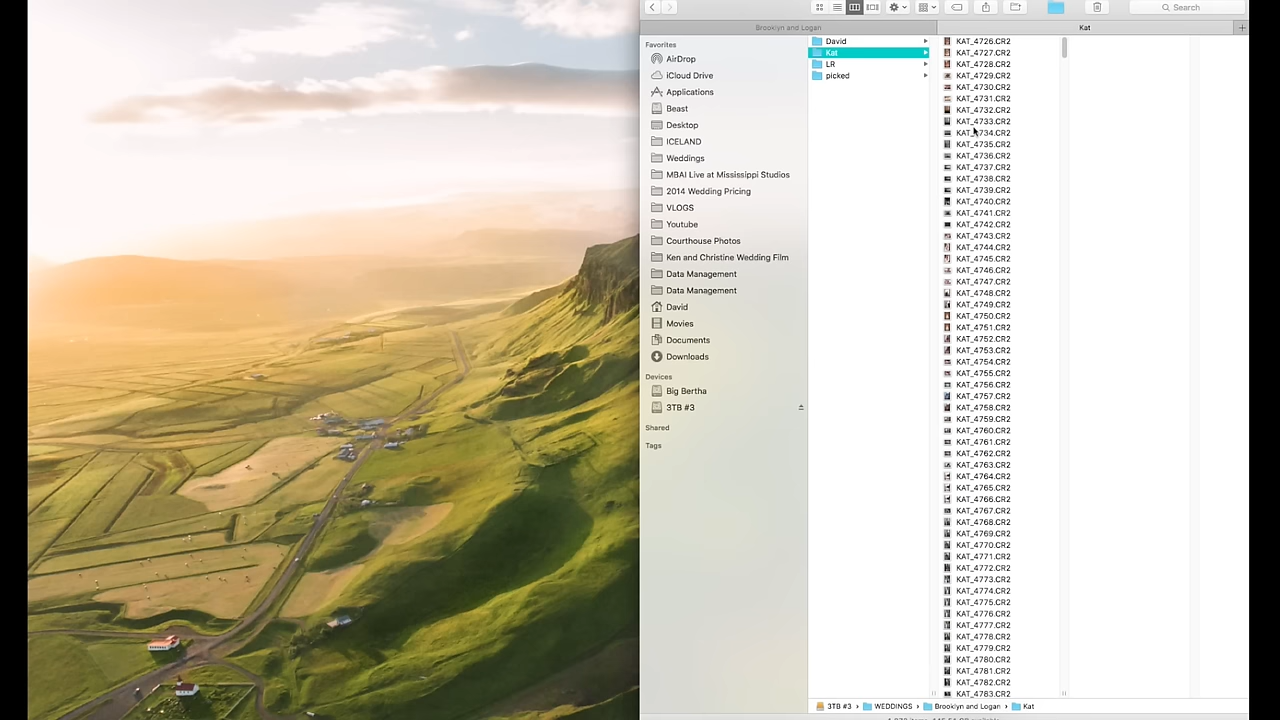 Search
Brooklyn and Logan
Kat
Favorites
AirDrop
iCloud Drive
Applications
Beast
Desktop
ICELAND
Weddings
MBAI Live at Mississippi Studios
2014 Wedding Pricing
VLOGS
Youtube
Courthouse Photos
Ken and Christine Wedding Film
Data Management
Data Management
David
Movies
Documents
Downloads
Devices
Big Bertha
3TB #3
Shared
Tags
David
Kat
LR
picked
KAT_4726.CR2
KAT_4727.CR2
KAT_4728.CR2
KAT_4729.CR2
KAT_4730.CR2
KAT_4731.CR2
KAT_4732.CR2
KAT_4733.CR2
KAT_4734.CR2
KAT_4735.CR2
KAT_4736.CR2
KAT_4737.CR2
KAT_4738.CR2
KAT_4739.CR2
KAT_4740.CR2
KAT_4741.CR2
KAT_4742.CR2
KAT_4743.CR2
KAT_4744.CR2
KAT_4745.CR2
KAT_4746.CR2
KAT_4747.CR2
KAT_4748.CR2
KAT_4749.CR2
KAT_4750.CR2
KAT_4751.CR2
KAT_4752.CR2
KAT_4753.CR2
KAT_4754.CR2
KAT_4755.CR2
KAT_4756.CR2
KAT_4757.CR2
KAT_4758.CR2
KAT_4759.CR2
KAT_4760.CR2
KAT_4761.CR2
KAT_4762.CR2
KAT_4763.CR2
KAT_4764.CR2
KAT_4765.CR2
KAT_4766.CR2
KAT_4767.CR2
KAT_4768.CR2
KAT_4769.CR2
KAT_4770.CR2
KAT_4771.CR2
KAT_4772.CR2
KAT_4773.CR2
KAT_4774.CR2
KAT_4775.CR2
KAT_4776.CR2
KAT_4777.CR2
KAT_4778.CR2
KAT_4779.CR2
KAT_4780.CR2
KAT_4781.CR2
KAT_4782.CR2
KAT_4783.CR2
3TB #3 › WEDDINGS › Brooklyn and Logan › Kat